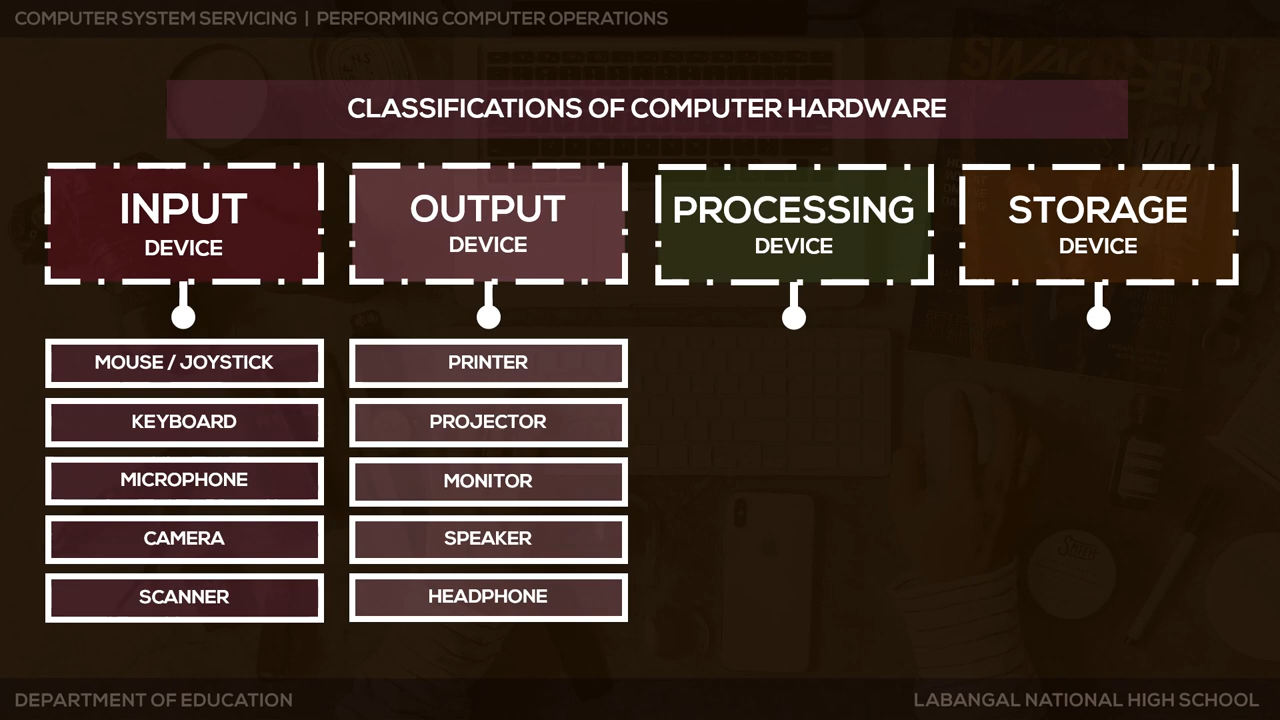 COMPUTER SYSTEM SERVICING | PERFORMING COMPUTER OPERATIONS
CLASSIFICATIONS OF COMPUTER HARDWARE
INPUT
DEVICE
MOUSE / JOYSTICK
KEYBOARD
MICROPHONE
CAMERA
SCANNER
OUTPUT
DEVICE
PRINTER
PROJECTOR
MONITOR
SPEAKER
HEADPHONE
PROCESSING
DEVICE
STORAGE
DEVICE
DEPARTMENT OF EDUCATION
LABANGAL NATIONAL HIGH SCHOOL